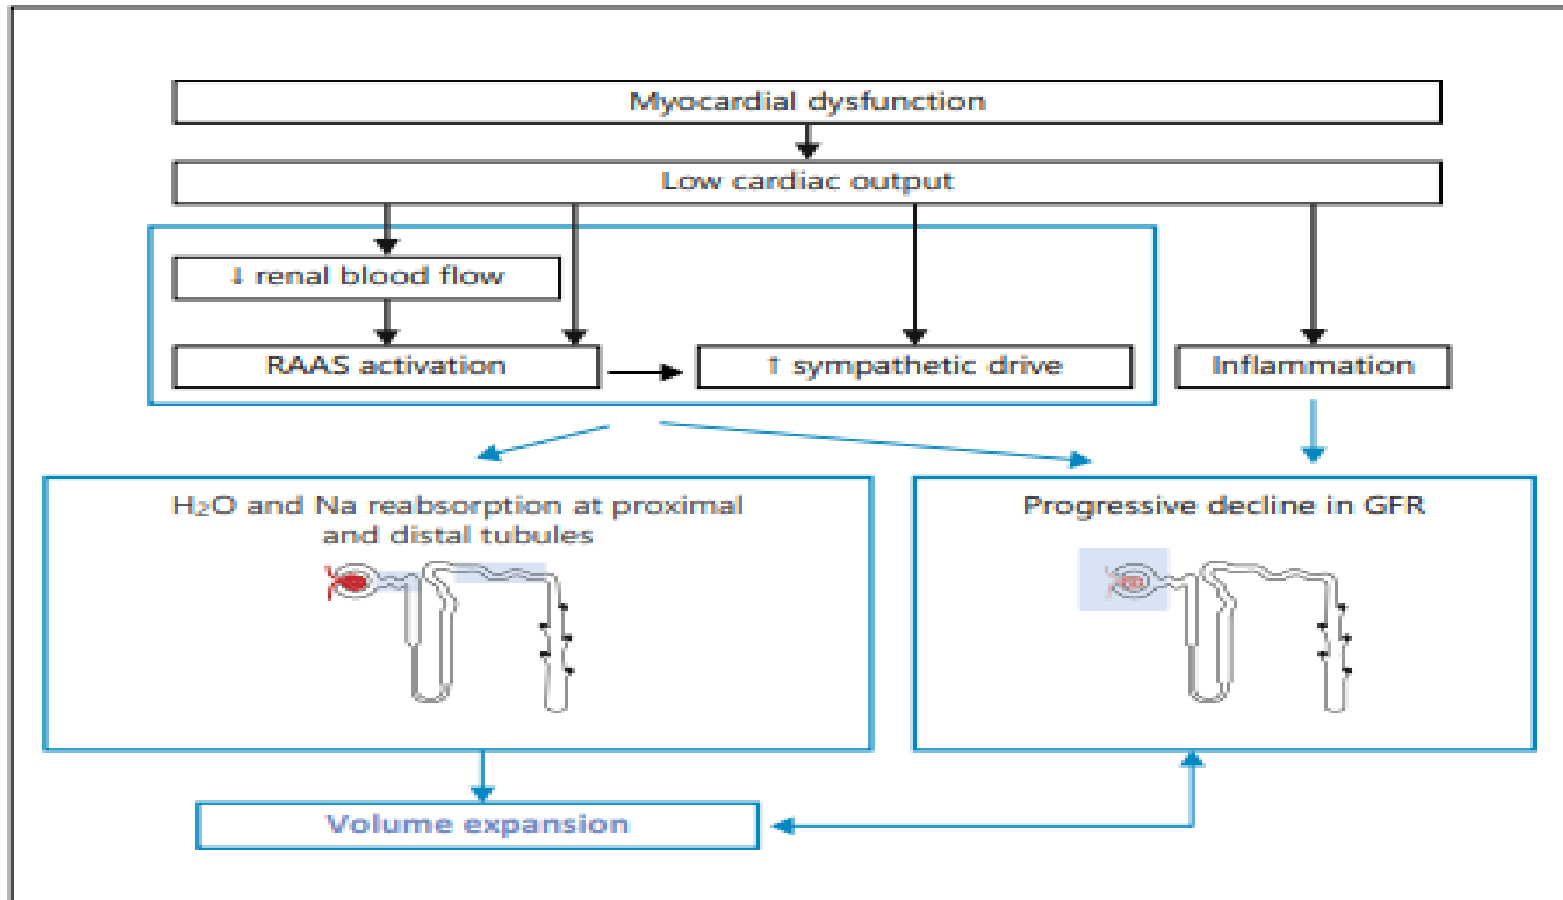 Myocardial dysfunction
Low cardiac output
↓ renal blood flow
RAAS activation
↑ sympathetic drive
Inflammation
H₂O and Na reabsorption at proximal
and distal tubules
Progressive decline in GFR
Volume expansion